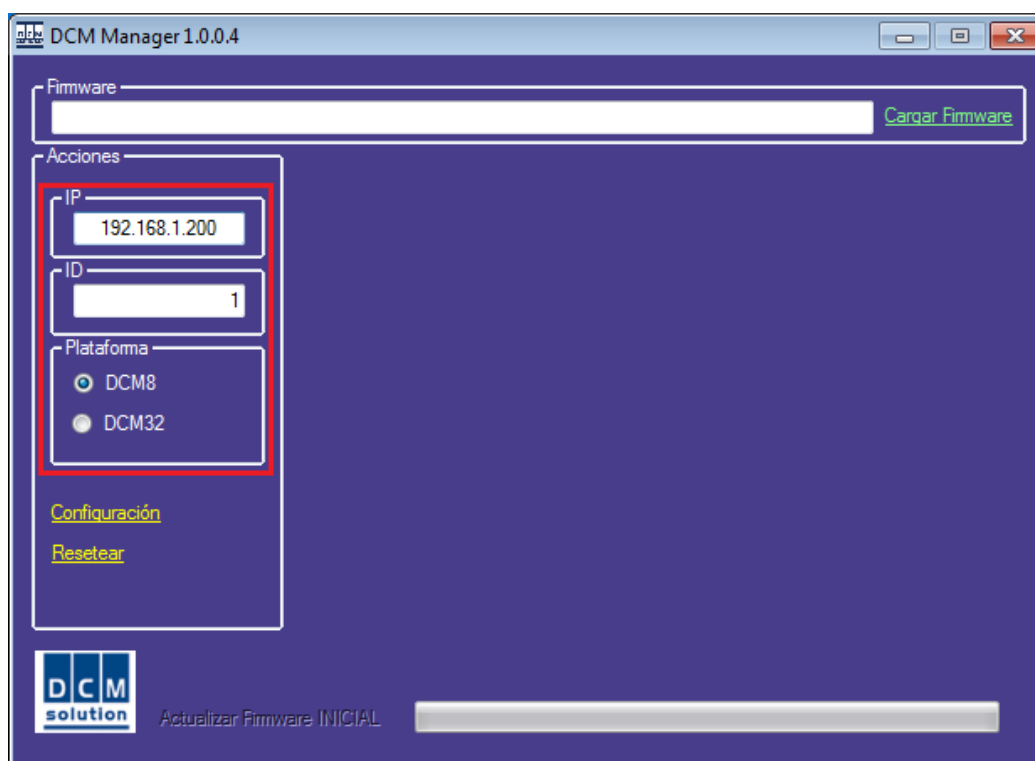 DCM Manager 1.0.0.4
Firmware
Cargar Firmware
Acciones
IP
192.168.1.200
ID
1
Plataforma
DCM8
DCM32
Configuración
Resetear
DCM
solution
Actualizar Firmware INICIAL